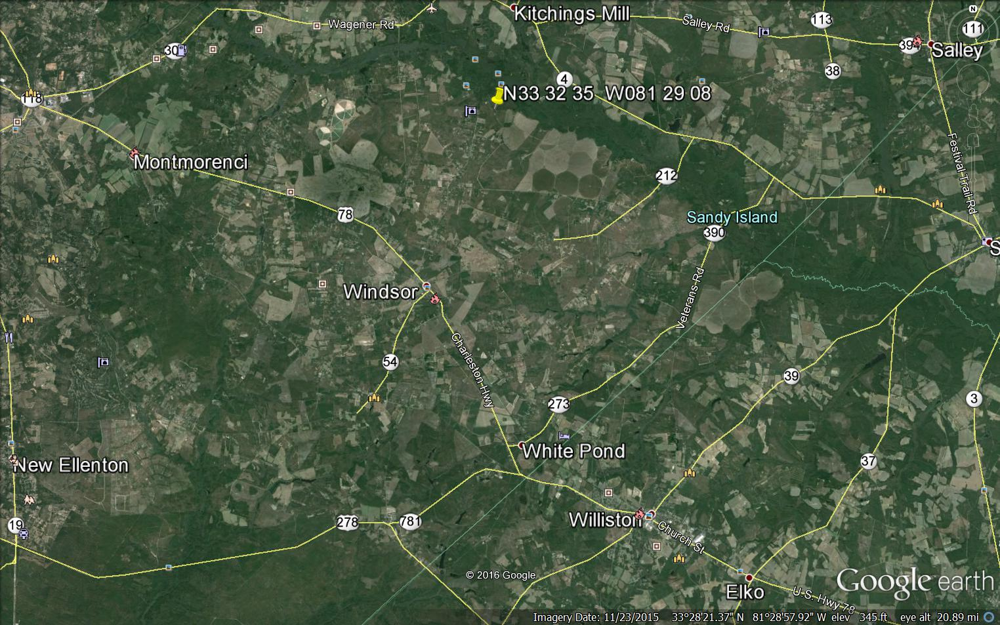 Kitchings Mill
Wagener Rd
Salley Rd
113
N
111
394
Salley
302
38
118
4
N33 32 35 W081 29 08
Montmorenci
212
Festival Trail Rd
78
Sandy Island
390
S
Windsor
Veterans Rd
Charleston Hwy
54
39
3
273
White Pond
New Ellenton
37
278
781
19
Williston
Church St
© 2016 Google
Google earth
Elko
U.S. Hwy 78
Imagery Date: 11/23/2015 33°28'21.37" N 81°28'57.92" W elev 345 ft eye alt 20.89 mi